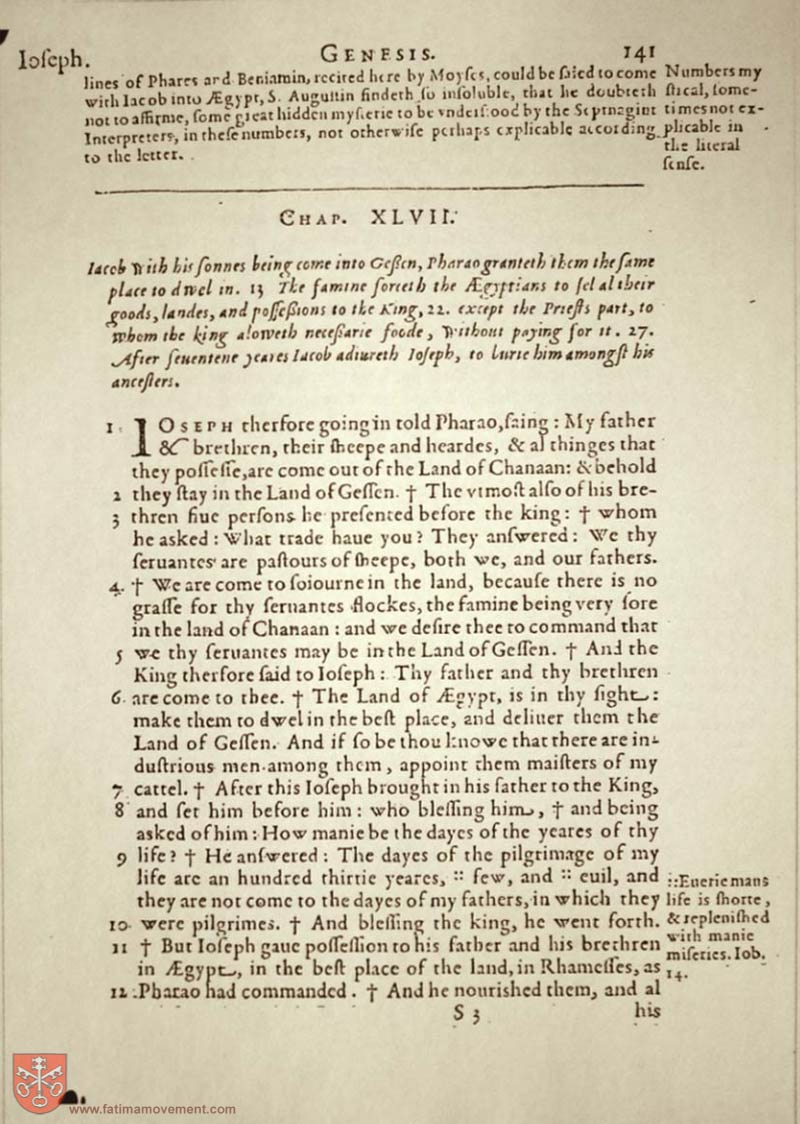 Ioſeph. GENESIS. 141
lines of Phares and Beniamin, recited here by Moyſes, could be ſaied to come
with Iacob into Ægypt, S. Auguſtin findeth ſo inſoluble, that he doubteth
not to affirme, ſome great hidden myſterie to be vnderſtood by the Septuagint
Interpreters, in theſe numbers, not otherwiſe perhaps explicable according
to the letter.
Numbers my
ſtical, ſome-
times not ex-
plicable in
the literal
ſenſe.
CHAP. XLVII.
Iacob with his ſonnes being come into Geſſen, Pharao granteth them the ſame
place to dwel in. 13 The famine forceth the Ægyptians to ſel al their
goods, landes, and poſſeſſions to the King, 22. except the Prieſts part, to
whom the king aloweth neceſſarie foode, without paying for it. 27.
After ſeuentene yeares Iacob adiureth Ioſeph, to burie him amongſt his
anceſters.
1 IOSEPH therfore going in told Pharao, ſaing: My father
& brethren, their ſheepe and heardes, & al thinges that
they poſſeſſe, are come out of the Land of Chanaan: & behold
2 they ſtay in the Land of Geſſen. † The vtmoſt alſo of his bre-
3 thren fiue perſons he preſented before the king: † whom
he asked: What trade haue you? They anſwered: We thy
ſeruantes are paſtours of ſheepe, both we, and our fathers.
4. † We are come to ſoiourne in the land, becauſe there is no
graſſe for thy ſeruantes flockes, the famine being very ſore
in the land of Chanaan: and we deſire thee to command that
5 we thy ſeruantes may be in the Land of Geſſen. † And the
King therfore ſaid to Ioſeph: Thy father and thy brethren
6. are come to thee. † The Land of Ægypt, is in thy ſight:
make them to dwel in the beſt place, and deliuer them the
Land of Geſſen. And if ſo be thou knowe that there are in-
duſtrious men among them, appoint them maiſters of my
7 cattel. † After this Ioſeph brought in his father to the King,
8 and ſet him before him: who bleſſing him, † and being
asked of him: How manie be the dayes of the yeares of thy
9 life? † He anſwered: The dayes of the pilgrimage of my
life are an hundred thirtie yeares, :: few, and :: euil, and
they are not come to the dayes of my fathers, in which they
10. were pilgrimes. † And bleſſing the king, he went forth.
11 † But Ioſeph gaue poſſeſſion to his father and his brethren
in Ægypt, in the beſt place of the land, in Rhameſſes, as
12. Pharao had commanded. † And he nouriſhed them, and al
::Euerie mans
life is ſhorte,
& repleniſhed
with manie
miſeries. Iob.
14.
S 3 his
www.fatimamovement.com